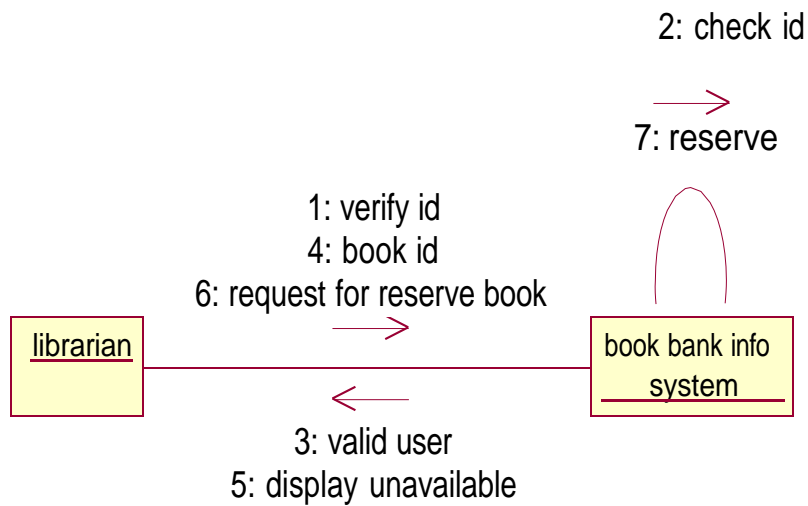 2: check id
7: reserve
1: verify id
4: book id
6: request for reserve book
librarian
book bank info
system
3: valid user
5: display unavailable